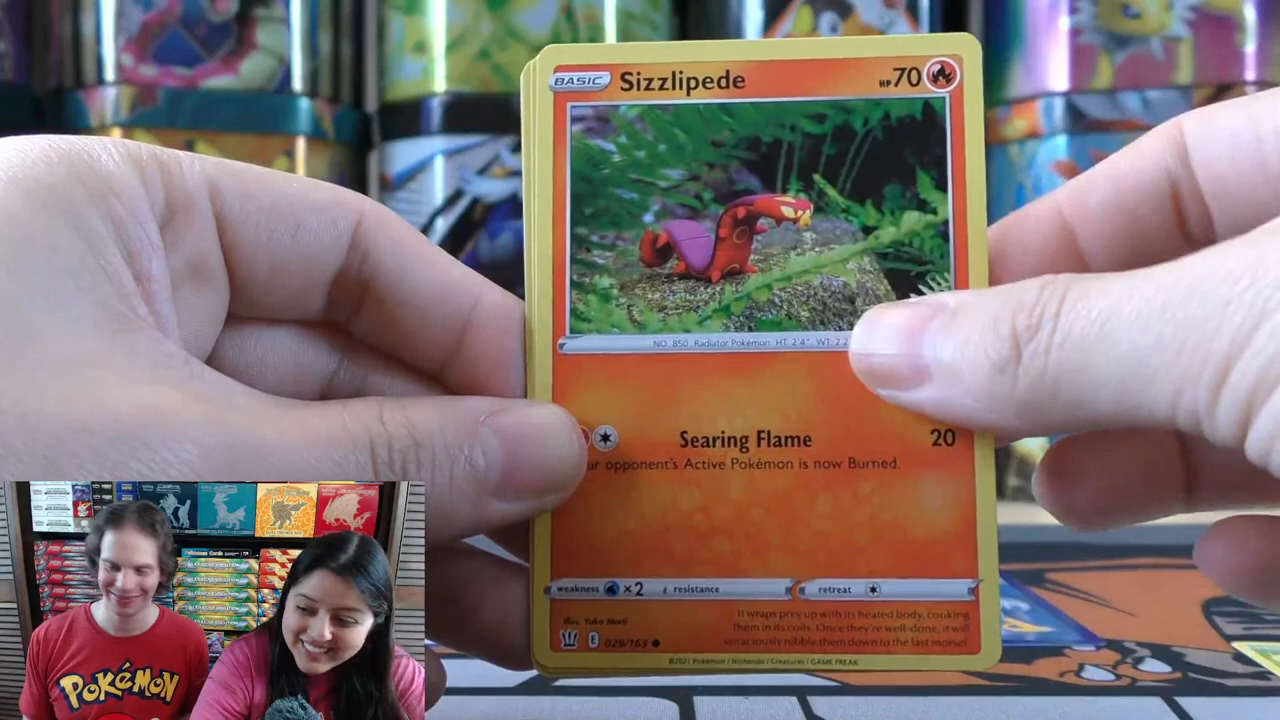 BASIC Sizzlipede HP 70
NO. 850 Radiator Pokémon HT: 2'4" WT: 2.2
Searing Flame 20
ur opponent's Active Pokémon is now Burned.
weakness ×2 resistance retreat
Illus. Yuka Morii
It wraps prey up with its heated body, cooking
them in its coils. Once they're well-done, it will
voraciously nibble them down to the last morsel.
E 029/163
©2021 Pokémon / Nintendo / Creatures / GAME FREAK
POKéMON